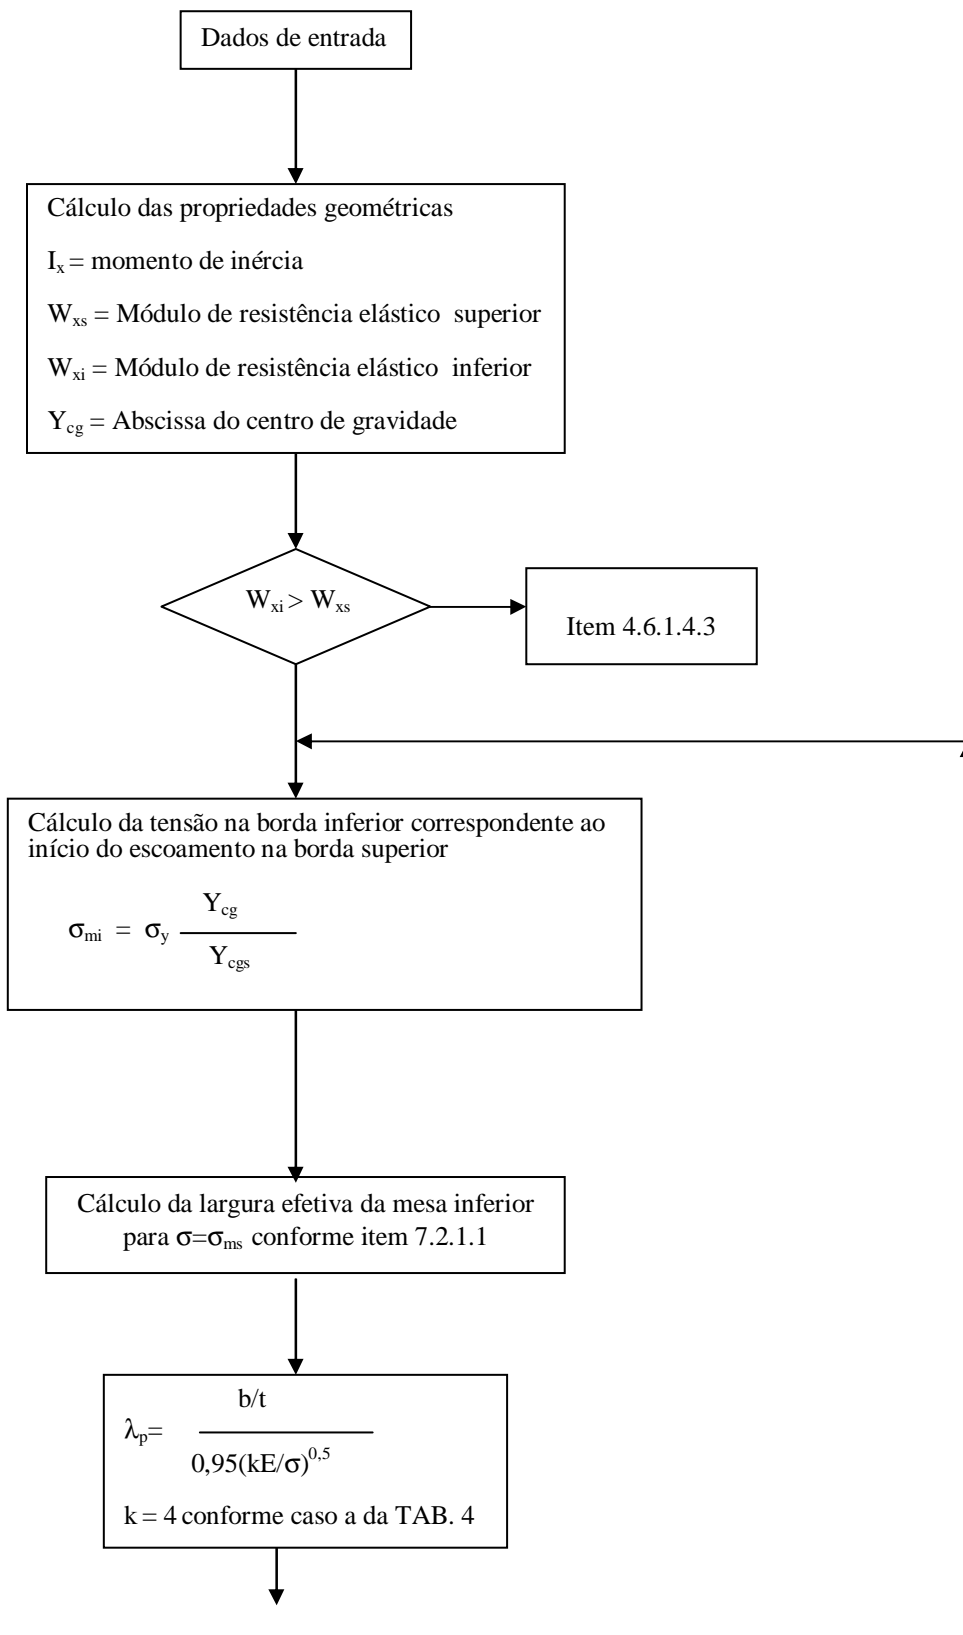 Dados de entrada
Cálculo das propriedades geométricas
Ix = momento de inércia
Wxs = Módulo de resistência elástico superior
Wxi = Módulo de resistência elástico inferior
Ycg = Abscissa do centro de gravidade
Wxi > Wxs
Item 4.6.1.4.3
Cálculo da tensão na borda inferior correspondente ao
início do escoamento na borda superior
Ycg
σmi = σy
Ycgs
Cálculo da largura efetiva da mesa inferior
para σ=σms conforme item 7.2.1.1
b/t
λp=
0,95(kE/σ)0,5
k = 4 conforme caso a da TAB. 4